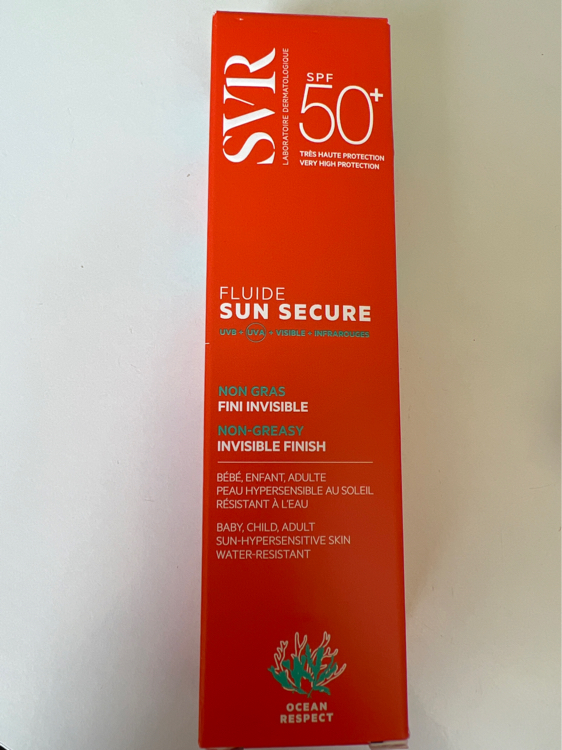 SVR
LABORATOIRE DERMATOLOGIQUE
SPF
50+
TRÈS HAUTE PROTECTION
VERY HIGH PROTECTION
FLUIDE
SUN SECURE
UVB + UVA + VISIBLE + INFRAROUGES
NON GRAS
FINI INVISIBLE
NON-GREASY
INVISIBLE FINISH
BÉBÉ, ENFANT, ADULTE
PEAU HYPERSENSIBLE AU SOLEIL
RÉSISTANT À L'EAU
BABY, CHILD, ADULT
SUN-HYPERSENSITIVE SKIN
WATER-RESISTANT
OCEAN
RESPECT